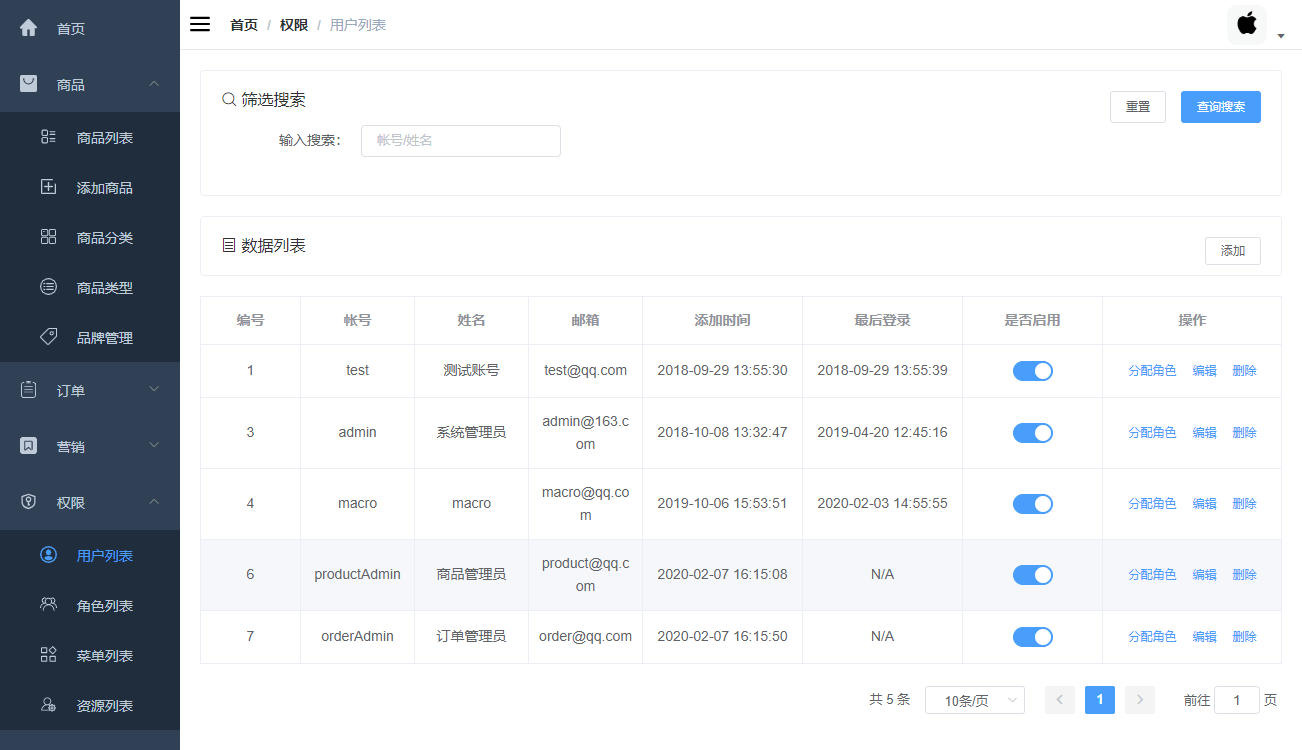 首页
商品
商品列表
添加商品
商品分类
商品类型
品牌管理
订单
营销
权限
用户列表
角色列表
菜单列表
资源列表
首页 / 权限 / 用户列表
筛选搜索
重置 查询搜索
输入搜索: 帐号/姓名
数据列表
添加
编号 帐号 姓名 邮箱 添加时间 最后登录 是否启用 操作
1 test 测试账号 test@qq.com 2018-09-29 13:55:30 2018-09-29 13:55:39 分配角色 编辑 删除
3 admin 系统管理员 admin@163.c
om 2018-10-08 13:32:47 2019-04-20 12:45:16 分配角色 编辑 删除
4 macro macro macro@qq.co
m 2019-10-06 15:53:51 2020-02-03 14:55:55 分配角色 编辑 删除
6 productAdmin 商品管理员 product@qq.c
om 2020-02-07 16:15:08 N/A 分配角色 编辑 删除
7 orderAdmin 订单管理员 order@qq.com 2020-02-07 16:15:50 N/A 分配角色 编辑 删除
共 5 条 10条/页 1 前往 1 页